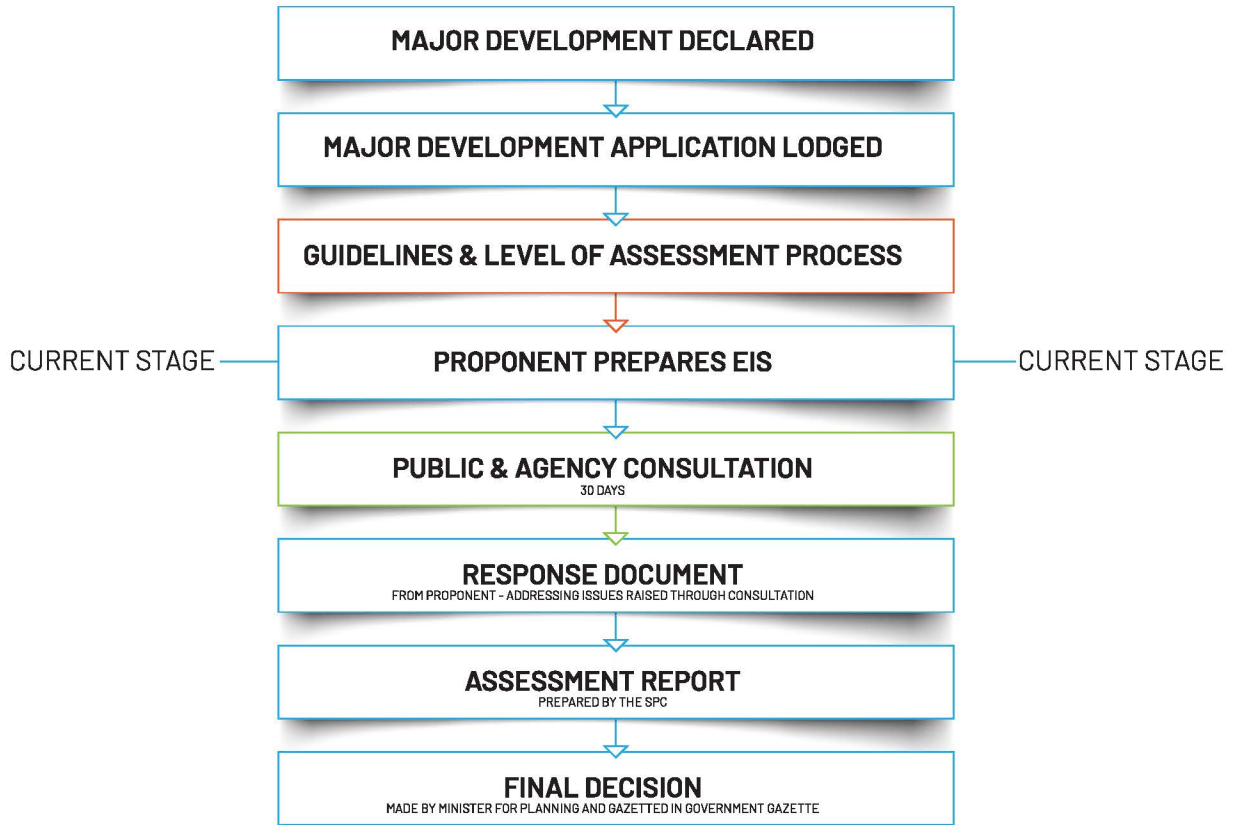 MAJOR DEVELOPMENT DECLARED
MAJOR DEVELOPMENT APPLICATION LODGED
GUIDELINES & LEVEL OF ASSESSMENT PROCESS
CURRENT STAGE
PROPONENT PREPARES EIS
CURRENT STAGE
PUBLIC & AGENCY CONSULTATION
30 DAYS
RESPONSE DOCUMENT
FROM PROPONENT - ADDRESSING ISSUES RAISED THROUGH CONSULTATION
ASSESSMENT REPORT
PREPARED BY THE SPC
FINAL DECISION
MADE BY MINISTER FOR PLANNING AND GAZETTED IN GOVERNMENT GAZETTE